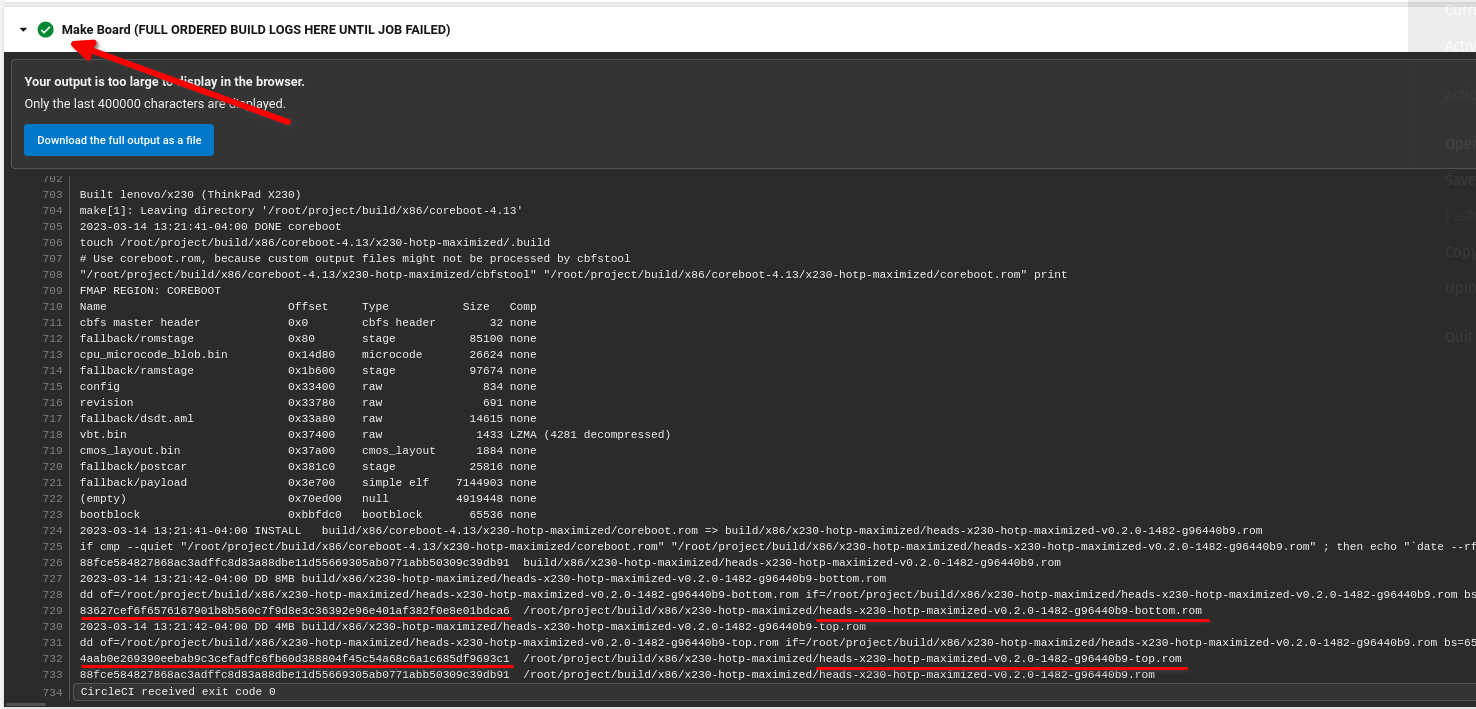 Make Board (FULL ORDERED BUILD LOGS HERE UNTIL JOB FAILED)
Your output is too large to display in the browser.
Only the last 400000 characters are displayed.
Download the full output as a file
702
703 Built lenovo/x230 (ThinkPad X230)
704 make[1]: Leaving directory '/root/project/build/x86/coreboot-4.13'
705 2023-03-14 13:21:41-04:00 DONE coreboot
706 touch /root/project/build/x86/coreboot-4.13/x230-hotp-maximized/.build
707 # Use coreboot.rom, because custom output files might not be processed by cbfstool
708 "/root/project/build/x86/coreboot-4.13/x230-hotp-maximized/cbfstool" "/root/project/build/x86/coreboot-4.13/x230-hotp-maximized/coreboot.rom" print
709 FMAP REGION: COREBOOT
710 Name Offset Type Size Comp
711 cbfs master header 0x0 cbfs header 32 none
712 fallback/romstage 0x80 stage 85100 none
713 cpu_microcode_blob.bin 0x14d80 microcode 26624 none
714 fallback/ramstage 0x1b600 stage 97674 none
715 config 0x33400 raw 834 none
716 revision 0x33780 raw 691 none
717 fallback/dsdt.aml 0x33a80 raw 14615 none
718 vbt.bin 0x37400 raw 1433 LZMA (4281 decompressed)
719 cmos_layout.bin 0x37a00 cmos_layout 1884 none
720 fallback/postcar 0x381c0 stage 25816 none
721 fallback/payload 0x3e700 simple elf 7144903 none
722 (empty) 0x70ed00 null 4919448 none
723 bootblock 0xbbfdc0 bootblock 65536 none
724 2023-03-14 13:21:41-04:00 INSTALL build/x86/coreboot-4.13/x230-hotp-maximized/coreboot.rom => build/x86/x230-hotp-maximized/heads-x230-hotp-maximized-v0.2.0-1482-g96440b9.rom
725 if cmp --quiet "/root/project/build/x86/coreboot-4.13/x230-hotp-maximized/coreboot.rom" "/root/project/build/x86/x230-hotp-maximized/heads-x230-hotp-maximized-v0.2.0-1482-g96440b9.rom" ; then echo "`date --rf
726 88fce584827868ac3adffc8d83a88dbe11d55669305ab0771abb50309c39db91 build/x86/x230-hotp-maximized/heads-x230-hotp-maximized-v0.2.0-1482-g96440b9.rom
727 2023-03-14 13:21:42-04:00 DD 8MB build/x86/x230-hotp-maximized/heads-x230-hotp-maximized-v0.2.0-1482-g96440b9-bottom.rom
728 dd of=/root/project/build/x86/x230-hotp-maximized/heads-x230-hotp-maximized-v0.2.0-1482-g96440b9-bottom.rom if=/root/project/build/x86/x230-hotp-maximized/heads-x230-hotp-maximized-v0.2.0-1482-g96440b9.rom bs
729 83627cef6f6576167901b8b560c7f9d8e3c36392e96e401af382f0e8e01bdca6 /root/project/build/x86/x230-hotp-maximized/heads-x230-hotp-maximized-v0.2.0-1482-g96440b9-bottom.rom
730 2023-03-14 13:21:42-04:00 DD 4MB build/x86/x230-hotp-maximized/heads-x230-hotp-maximized-v0.2.0-1482-g96440b9-top.rom
731 dd of=/root/project/build/x86/x230-hotp-maximized/heads-x230-hotp-maximized-v0.2.0-1482-g96440b9-top.rom if=/root/project/build/x86/x230-hotp-maximized/heads-x230-hotp-maximized-v0.2.0-1482-g96440b9.rom bs=65
732 4aab0e269390eebab9c3cefadfc6fb60d388804f45c54a68c6a1c685df9693c1 /root/project/build/x86/x230-hotp-maximized/heads-x230-hotp-maximized-v0.2.0-1482-g96440b9-top.rom
733 88fce584827868ac3adffc8d83a88dbe11d55669305ab0771abb50309c39db91 /root/project/build/x86/x230-hotp-maximized/heads-x230-hotp-maximized-v0.2.0-1482-g96440b9.rom
734 CircleCI received exit code 0
Curre
Activ
Activ
Open
Save
Past
Copy
Uplo
Quit